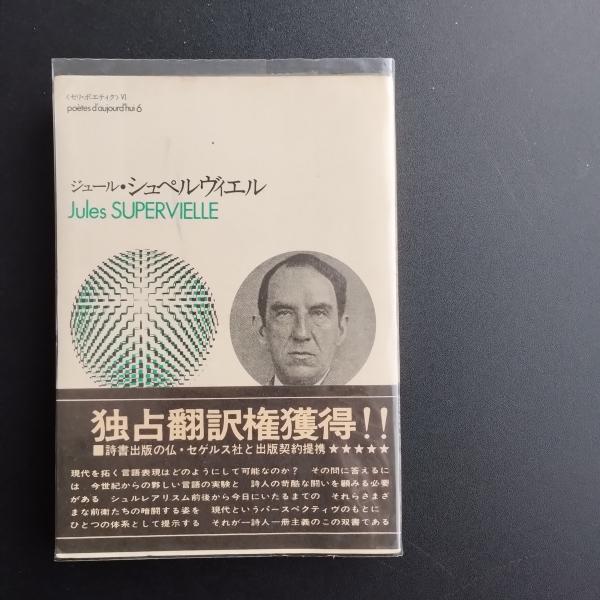 〈セリ・ポエティク〉VI
poètes d'aujourd'hui 6
ジュール・シュペルヴィエル
Jules SUPERVIELLE
独占翻訳権獲得!!
■詩書出版の仏・セゲルス社と出版契約提携★★★★★
現代を拓く言語表現はどのようにして可能なのか? その問に答えるに
は 今世紀からの夥しい言語の実験と 詩人の苛酷な闘いを顧みる必要
がある シュルレアリスム前後から今日にいたるまでの それらさまざ
まな前衛たちの暗闘する姿を 現代というパースペクティヴのもとに
ひとつの体系として提示する それが一詩人一冊主義のこの双書である